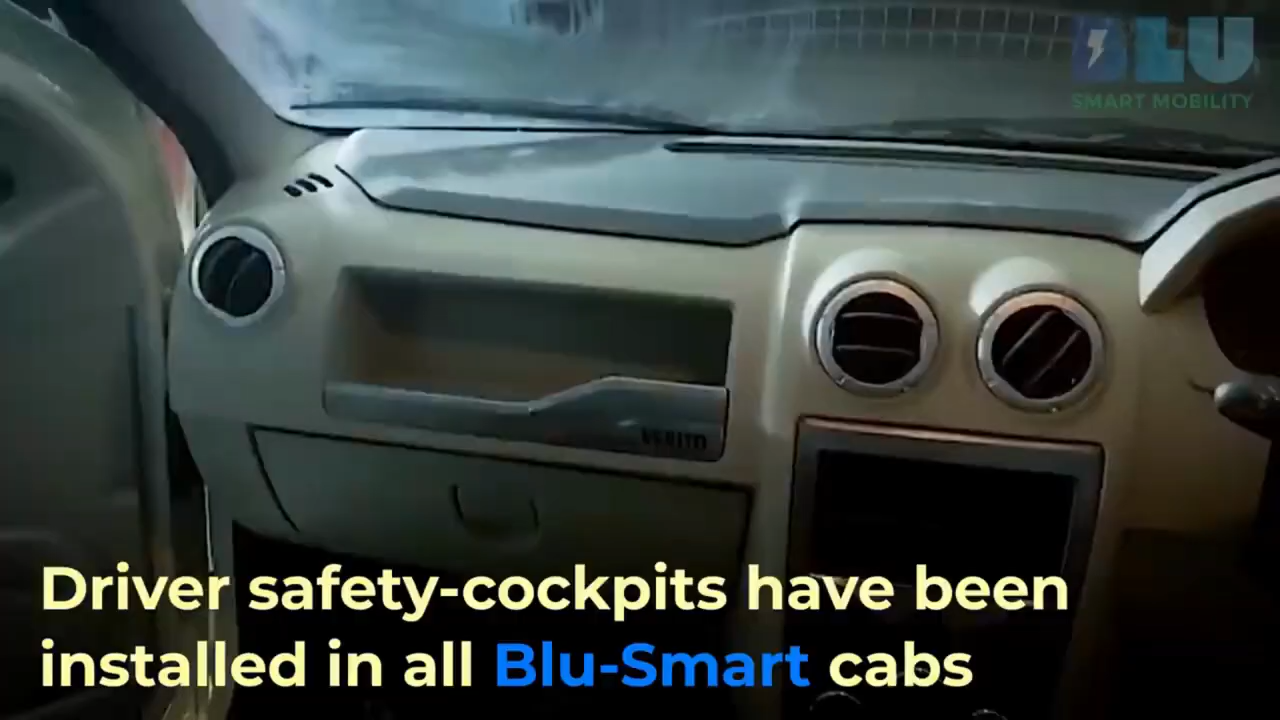 BLU
SMART MOBILITY
VERITO
Driver safety-cockpits have been
installed in all Blu-Smart cabs